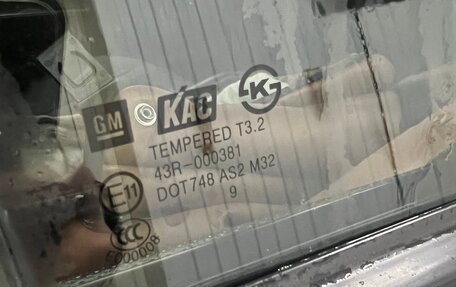 GM KAC K
TEMPERED T3.2
43R-000381
DOT748 AS2 M32
E11 9
CCC
E000008